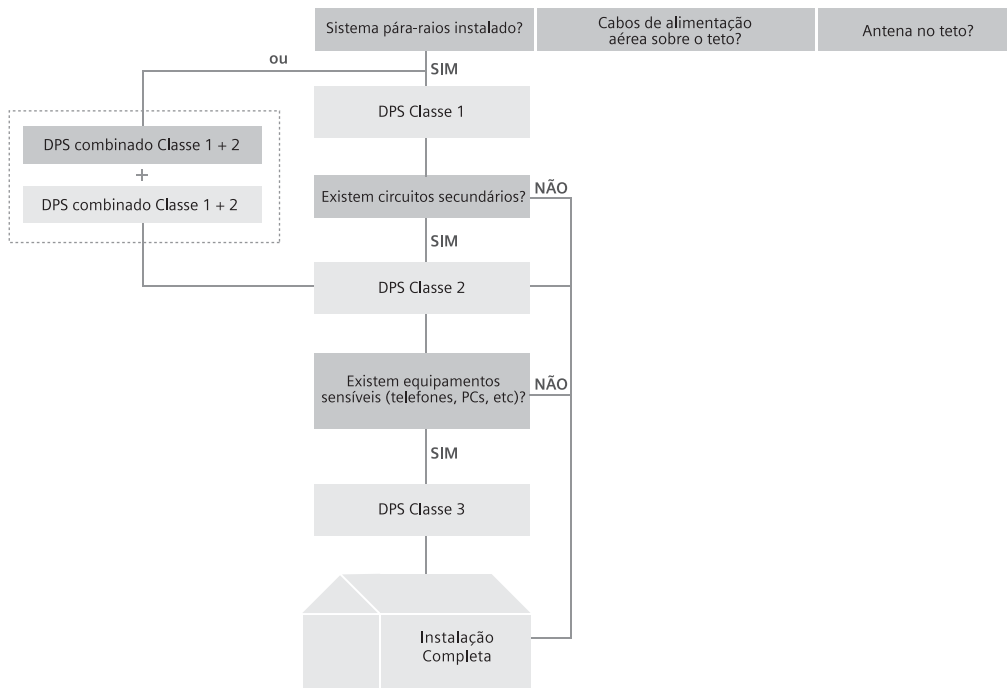 Sistema pára-raios instalado?
Cabos de alimentação
aérea sobre o teto?
Antena no teto?
ou
SIM
DPS Classe 1
DPS combinado Classe 1 + 2
+
DPS combinado Classe 1 + 2
Existem circuitos secundários?
NÃO
SIM
DPS Classe 2
Existem equipamentos
sensíveis (telefones, PCs, etc)?
NÃO
SIM
DPS Classe 3
Instalação
Completa